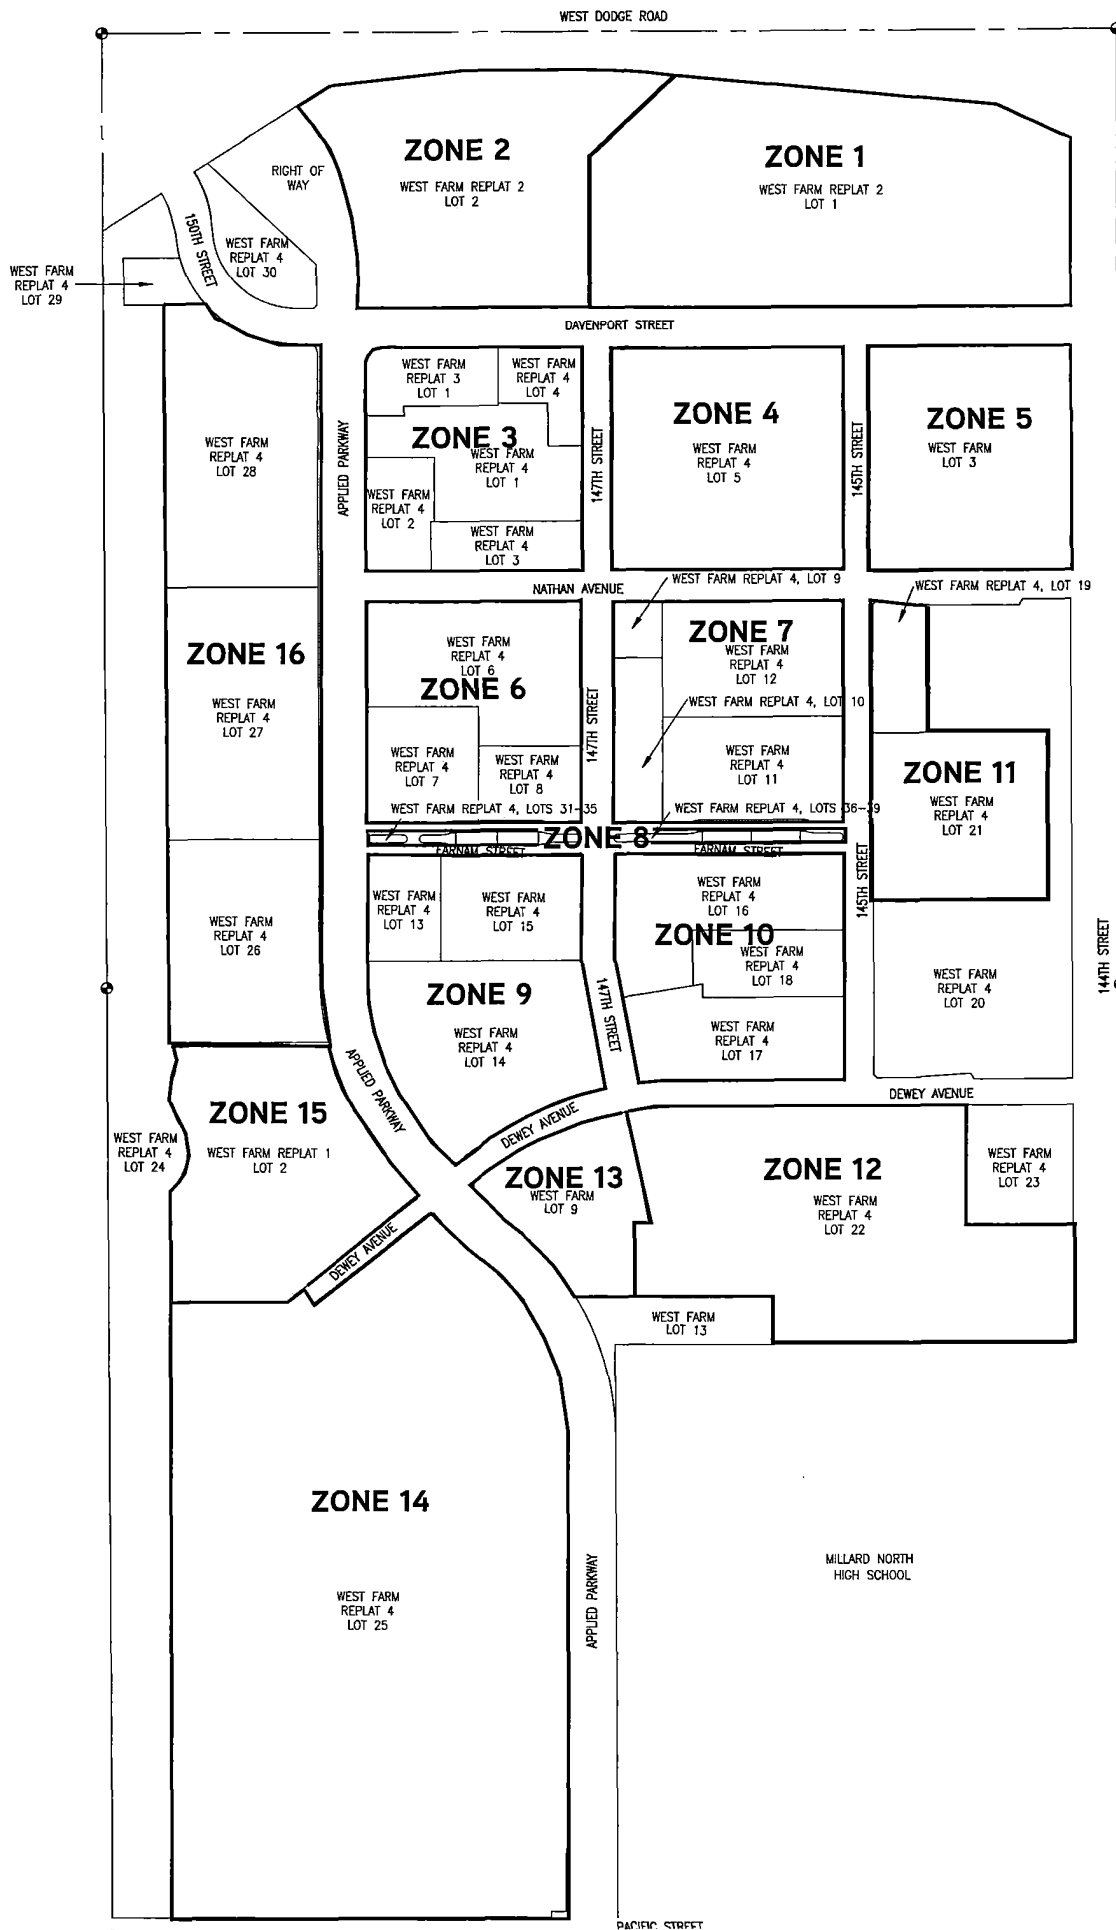 WEST DODGE ROAD
ZONE 2
WEST FARM REPLAT 2
LOT 2
ZONE 1
WEST FARM REPLAT 2
LOT 1
RIGHT OF
WAY
150TH STREET
WEST FARM
REPLAT 4
LOT 30
WEST FARM
REPLAT 4
LOT 29
DAVENPORT STREET
WEST FARM
REPLAT 3
LOT 1
WEST FARM
REPLAT 4
LOT 4
ZONE 3
WEST FARM
REPLAT 4
LOT 1
WEST FARM
REPLAT 4
LOT 2
WEST FARM
REPLAT 4
LOT 3
APPLIED PARKWAY
147TH STREET
ZONE 4
WEST FARM
REPLAT 4
LOT 5
145TH STREET
ZONE 5
WEST FARM
LOT 3
WEST FARM
REPLAT 4
LOT 28
NATHAN AVENUE
WEST FARM REPLAT 4, LOT 9
WEST FARM REPLAT 4, LOT 19
ZONE 16
WEST FARM
REPLAT 4
LOT 27
WEST FARM
REPLAT 4
LOT 6
ZONE 6
WEST FARM
REPLAT 4
LOT 7
WEST FARM
REPLAT 4
LOT 8
147TH STREET
ZONE 7
WEST FARM
REPLAT 4
LOT 12
WEST FARM REPLAT 4, LOT 10
WEST FARM
REPLAT 4
LOT 11
ZONE 11
WEST FARM
REPLAT 4
LOT 21
WEST FARM REPLAT 4, LOTS 31-35
WEST FARM REPLAT 4, LOTS 36-39
ZONE 8
FARNAM STREET
FARNAM STREET
145TH STREET
144TH STREET
WEST FARM
REPLAT 4
LOT 26
WEST FARM
REPLAT 4
LOT 13
WEST FARM
REPLAT 4
LOT 15
WEST FARM
REPLAT 4
LOT 16
ZONE 10
WEST FARM
REPLAT 4
LOT 18
WEST FARM
REPLAT 4
LOT 17
WEST FARM
REPLAT 4
LOT 20
ZONE 9
WEST FARM
REPLAT 4
LOT 14
147TH STREET
APPLIED PARKWAY
DEWEY AVENUE
DEWEY AVENUE
ZONE 15
WEST FARM REPLAT 1
LOT 2
WEST FARM
REPLAT 4
LOT 24
ZONE 13
WEST FARM
LOT 9
ZONE 12
WEST FARM
REPLAT 4
LOT 22
WEST FARM
REPLAT 4
LOT 23
DEWEY AVENUE
WEST FARM
LOT 13
ZONE 14
WEST FARM
REPLAT 4
LOT 25
APPLIED PARKWAY
MILLARD NORTH
HIGH SCHOOL
PACIFIC STREET